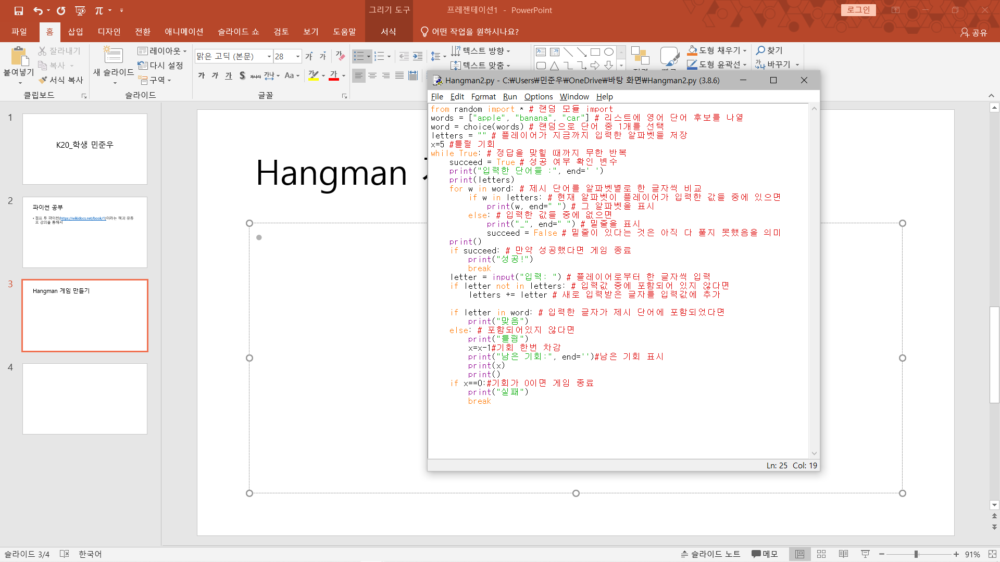 그리기 도구
프레젠테이션1 - PowerPoint
로그인
파일 홈 삽입 디자인 전환 애니메이션 슬라이드 쇼 검토 보기 도움말 서식 어떤 작업을 원하시나요? 공유
붙여넣기
잘라내기
복사
서식 복사
클립보드
새 슬라이드
레이아웃
다시 설정
구역
슬라이드
맑은 고딕 (본문) 28
가 가 가 S 가나다 간나 Aa 가
글꼴
텍스트 방향
텍스트 맞춤
도형 채우기
도형 윤곽선
찾기
바꾸기
1
K20_학생 민준우
2
파이썬 공부
• 점프 투 파이썬(https://wikidocs.net/book/1)이라는 책과 유튜
브 강의를 통해서
3
Hangman 게임 만들기
4
Hangman
Hangman2.py - C:₩Users₩민준우₩OneDrive₩바탕 화면₩Hangman2.py (3.8.6)
File Edit Format Run Options Window Help
from random import * # 랜덤 모듈 import
words = ["apple", "banana", "car"] # 리스트에 영어 단어 후보를 나열
word = choice(words) # 랜덤으로 단어 중 1개를 선택
letters = "" # 플레이어가 지금까지 입력한 알파벳들 저장
x=5 #틀릴 기회
while True: # 정답을 맞힐 때까지 무한 반복
    succeed = True # 성공 여부 확인 변수
    print("입력한 단어들 :", end=' ')
    print(letters)
    for w in word: # 제시 단어를 알파벳별로 한 글자씩 비교
        if w in letters: # 현재 알파벳이 플레이어가 입력한 값들 중에 있으면
            print(w, end=" ") # 그 알파벳을 표시
        else: # 입력한 값들 중에 없으면
            print("_", end=" ") # 밑줄을 표시
            succeed = False # 밑줄이 있다는 것은 아직 다 풀지 못했음을 의미
    print()
    if succeed: # 만약 성공했다면 게임 종료
        print("성공!")
        break
    letter = input("입력: ") # 플레이어로부터 한 글자씩 입력
    if letter not in letters: # 입력값 중에 포함되어 있지 않다면
        letters += letter # 새로 입력받은 글자를 입력값에 추가
    if letter in word: # 입력한 글자가 제시 단어에 포함되었다면
        print("맞음")
    else: # 포함되어있지 않다면
        print("틀림")
        x=x-1#기회 한번 차감
        print("남은 기회:", end='')#남은 기회 표시
        print(x)
        print()
    if x==0:#기회가 0이면 게임 종료
        print("실패")
        break
Ln: 25 Col: 19
슬라이드 3/4 한국어 슬라이드 노트 메모 91%